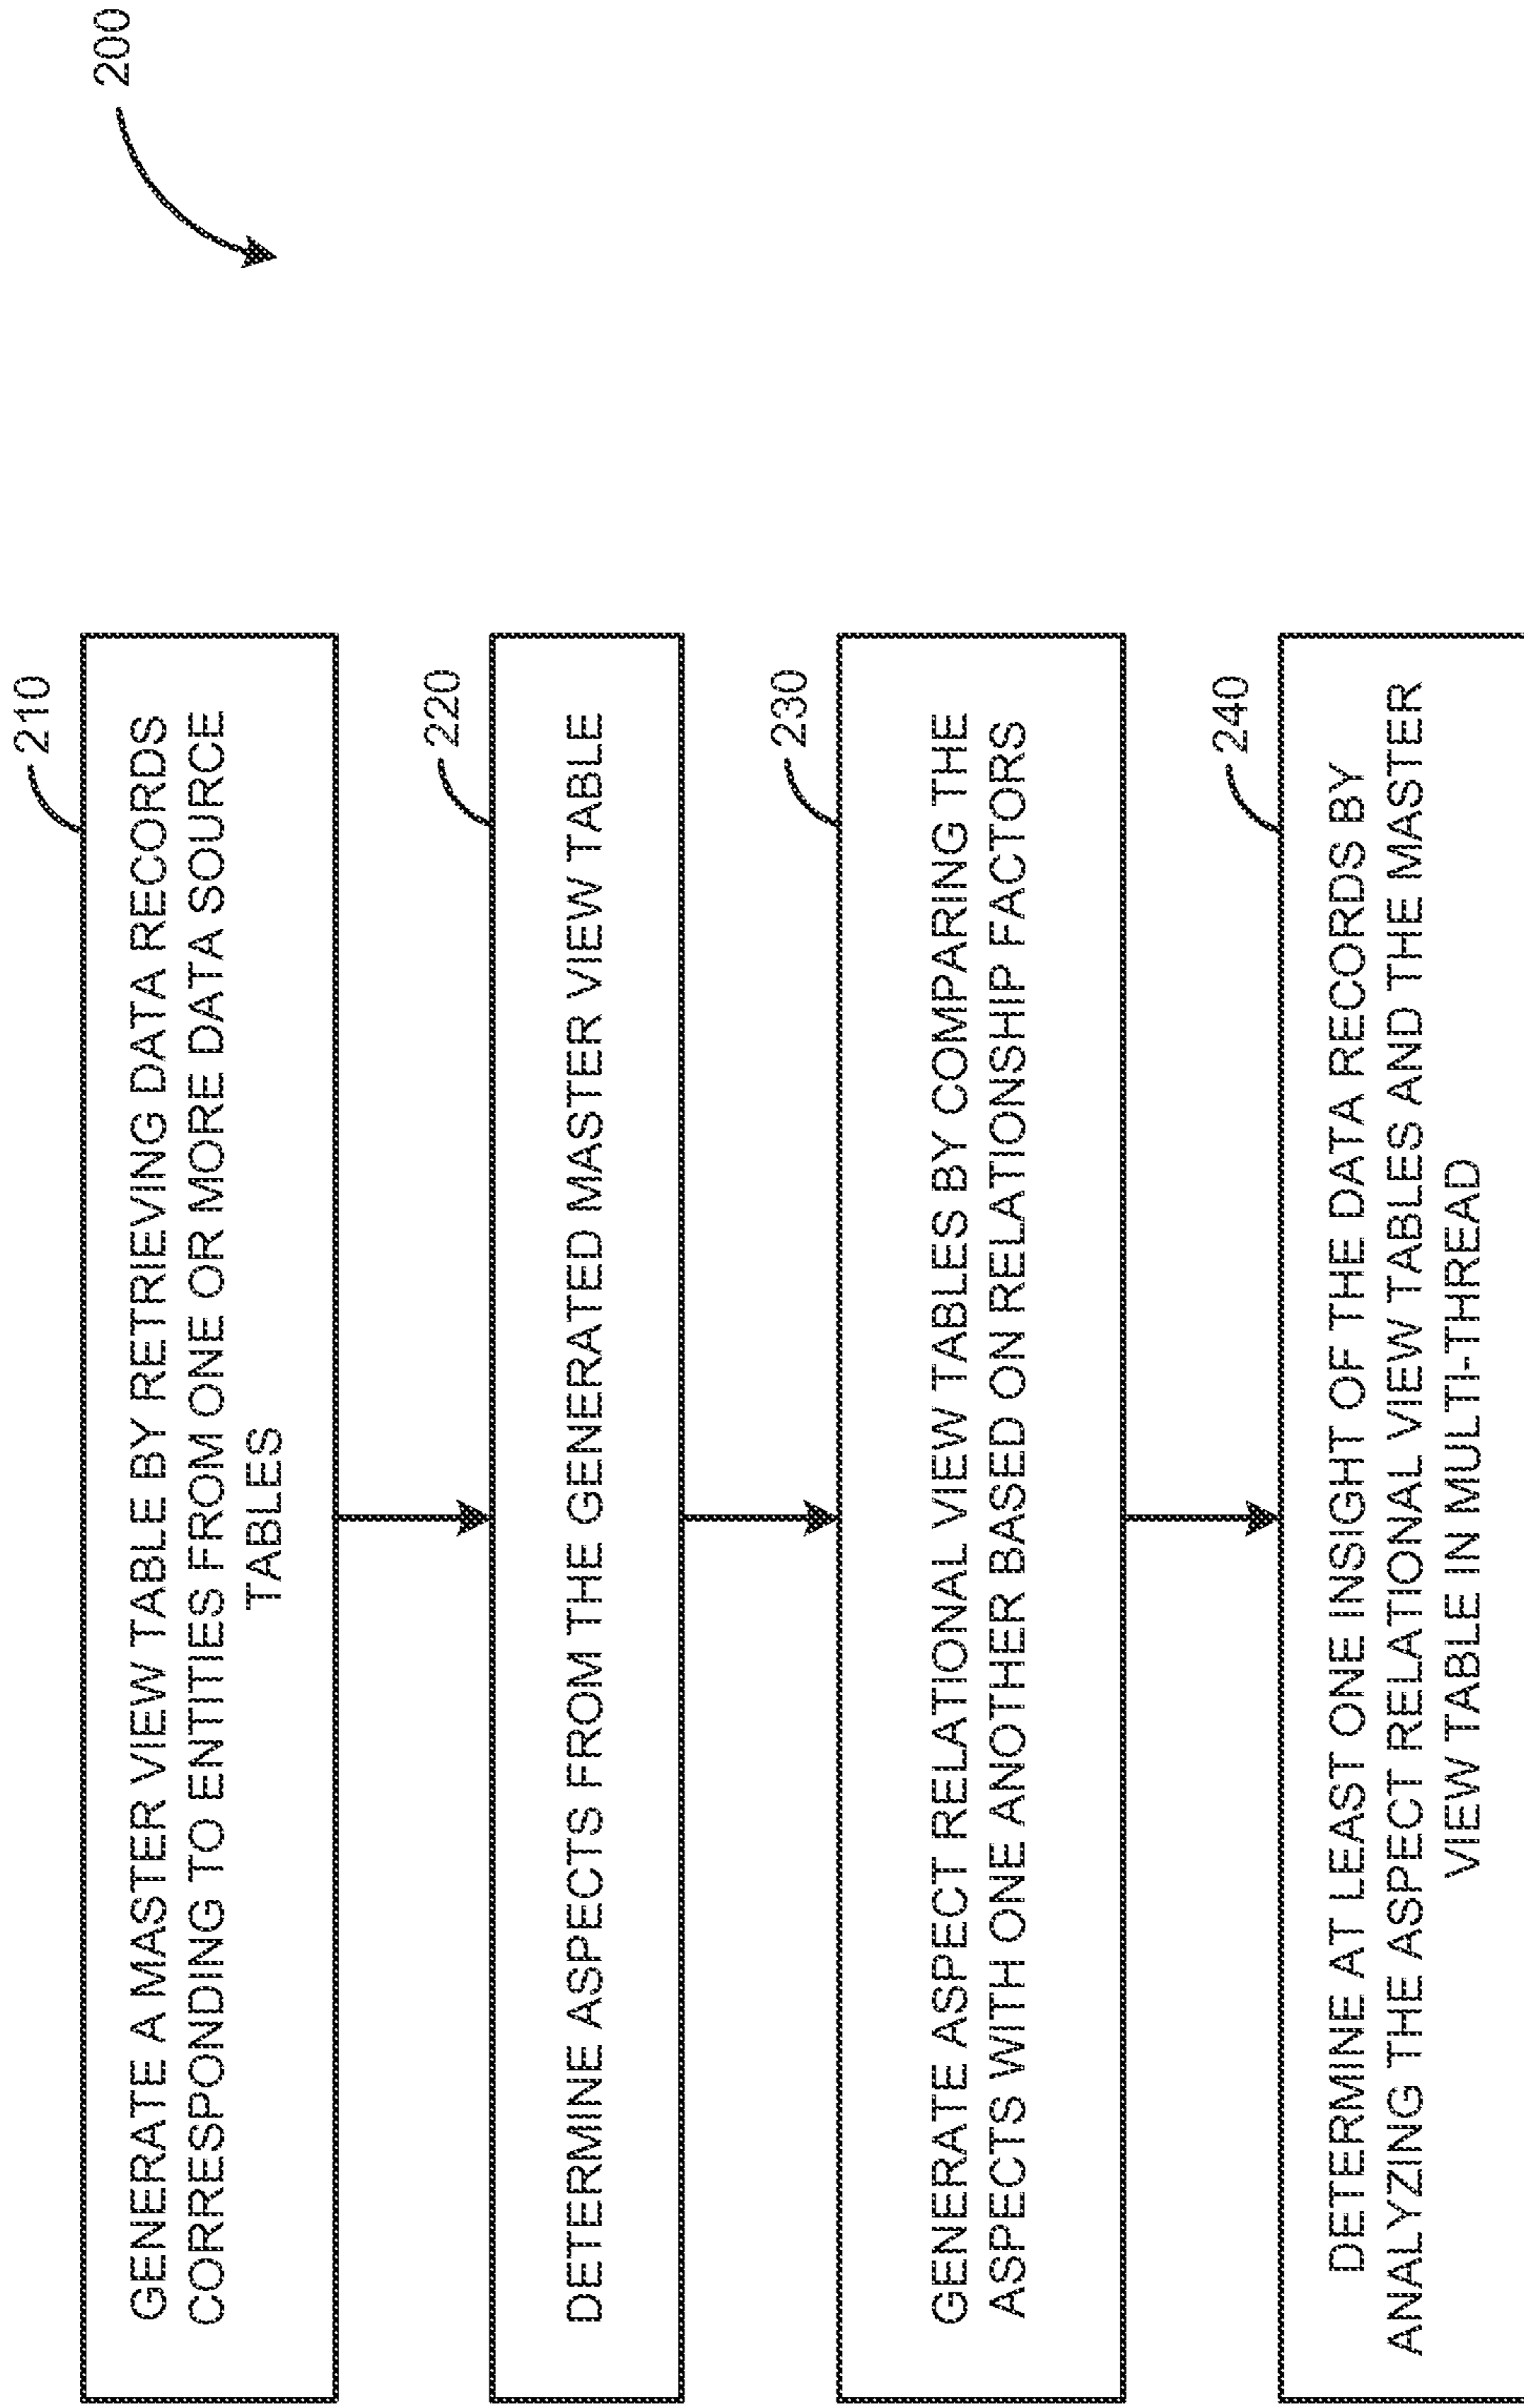 200
210
GENERATE A MASTER VIEW TABLE BY RETRIEVING DATA RECORDS
CORRESPONDING TO ENTITIES FROM ONE OR MORE DATA SOURCE
TABLES
220
DETERMINE ASPECTS FROM THE GENERATED MASTER VIEW TABLE
230
GENERATE ASPECT RELATIONAL VIEW TABLES BY COMPARING THE
ASPECTS WITH ONE ANOTHER BASED ON RELATIONSHIP FACTORS
240
DETERMINE AT LEAST ONE INSIGHT OF THE DATA RECORDS BY
ANALYZING THE ASPECT RELATIONAL VIEW TABLES AND THE MASTER
VIEW TABLE IN MULTI-THREAD